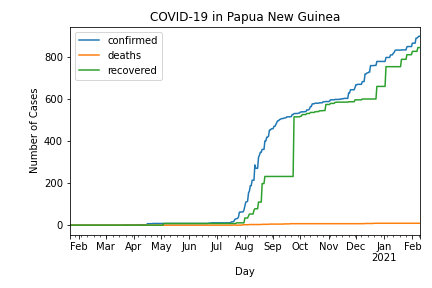 COVID-19 in Papua New Guinea
confirmed
deaths
recovered
Number of Cases
800
600
400
200
0
Feb Mar Apr May Jun Jul Aug Sep Oct Nov Dec Jan Feb
2021
Day